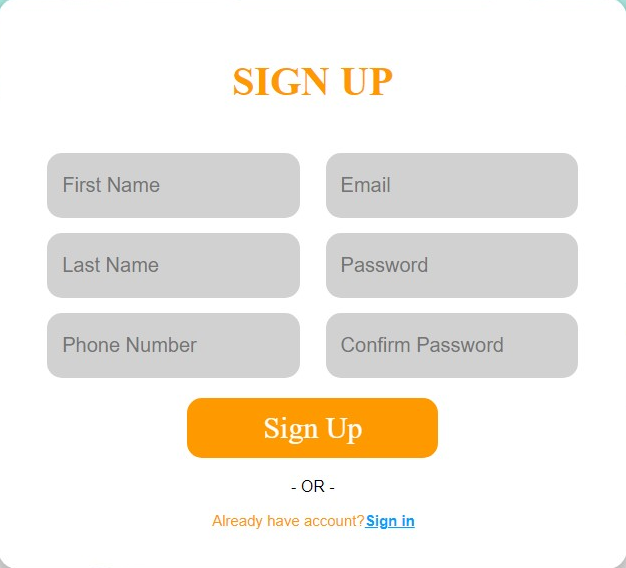 SIGN UP
First Name
Email
Last Name
Password
Phone Number
Confirm Password
Sign Up
- OR -
Already have account?Sign in